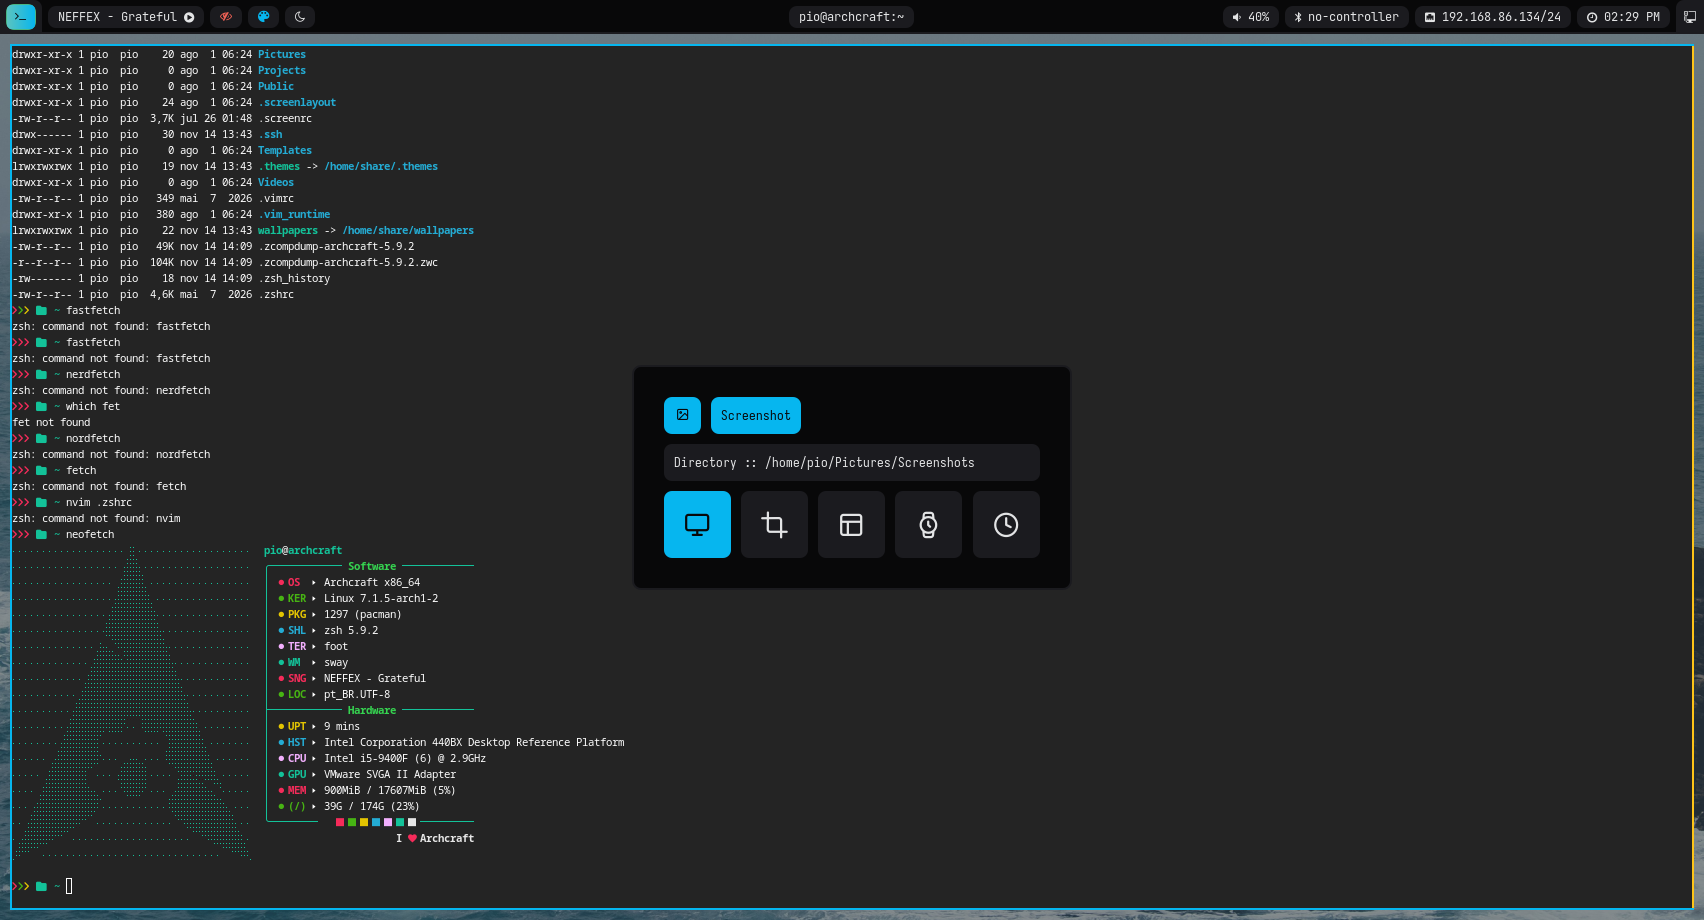 NEFFEX - Grateful
pio@archcraft:~
40%
no-controller
192.168.86.134/24
02:29 PM
drwxr-xr-x 1 pio  pio    20 ago  1 06:24 Pictures
drwxr-xr-x 1 pio  pio     0 ago  1 06:24 Projects
drwxr-xr-x 1 pio  pio     0 ago  1 06:24 Public
drwxr-xr-x 1 pio  pio    24 ago  1 06:24 .screenlayout
-rw-r--r-- 1 pio  pio  3,7K jul 26 01:48 .screenrc
drwx------ 1 pio  pio    30 nov 14 13:43 .ssh
drwxr-xr-x 1 pio  pio     0 ago  1 06:24 Templates
lrwxrwxrwx 1 pio  pio    19 nov 14 13:43 .themes -> /home/share/.themes
drwxr-xr-x 1 pio  pio     0 ago  1 06:24 Videos
-rw-r--r-- 1 pio  pio   349 mai  7  2026 .vimrc
drwxr-xr-x 1 pio  pio   380 ago  1 06:24 .vim_runtime
lrwxrwxrwx 1 pio  pio    22 nov 14 13:43 wallpapers -> /home/share/wallpapers
-rw-r--r-- 1 pio  pio   49K nov 14 14:09 .zcompdump-archcraft-5.9.2
-r--r--r-- 1 pio  pio  104K nov 14 14:09 .zcompdump-archcraft-5.9.2.zwc
-rw------- 1 pio  pio    18 nov 14 14:09 .zsh_history
-rw-r--r-- 1 pio  pio  4,6K mai  7  2026 .zshrc
❯❯❯ ~ fastfetch
zsh: command not found: fastfetch
❯❯❯ ~ fastfetch
zsh: command not found: fastfetch
❯❯❯ ~ nerdfetch
zsh: command not found: nerdfetch
❯❯❯ ~ which fet
fet not found
❯❯❯ ~ nordfetch
zsh: command not found: nordfetch
❯❯❯ ~ fetch
zsh: command not found: fetch
❯❯❯ ~ nvim .zshrc
zsh: command not found: nvim
❯❯❯ ~ neofetch
pio@archcraft
Software
OS ‣ Archcraft x86_64
KER ‣ Linux 7.1.5-arch1-2
PKG ‣ 1297 (pacman)
SHL ‣ zsh 5.9.2
TER ‣ foot
WM ‣ sway
SNG ‣ NEFFEX - Grateful
LOC ‣ pt_BR.UTF-8
Hardware
UPT ‣ 9 mins
HST ‣ Intel Corporation 440BX Desktop Reference Platform
CPU ‣ Intel i5-9400F (6) @ 2.9GHz
GPU ‣ VMware SVGA II Adapter
MEM ‣ 900MiB / 17607MiB (5%)
(/) ‣ 39G / 174G (23%)
I ♥ Archcraft
❯❯❯ ~
Screenshot
Directory :: /home/pio/Pictures/Screenshots